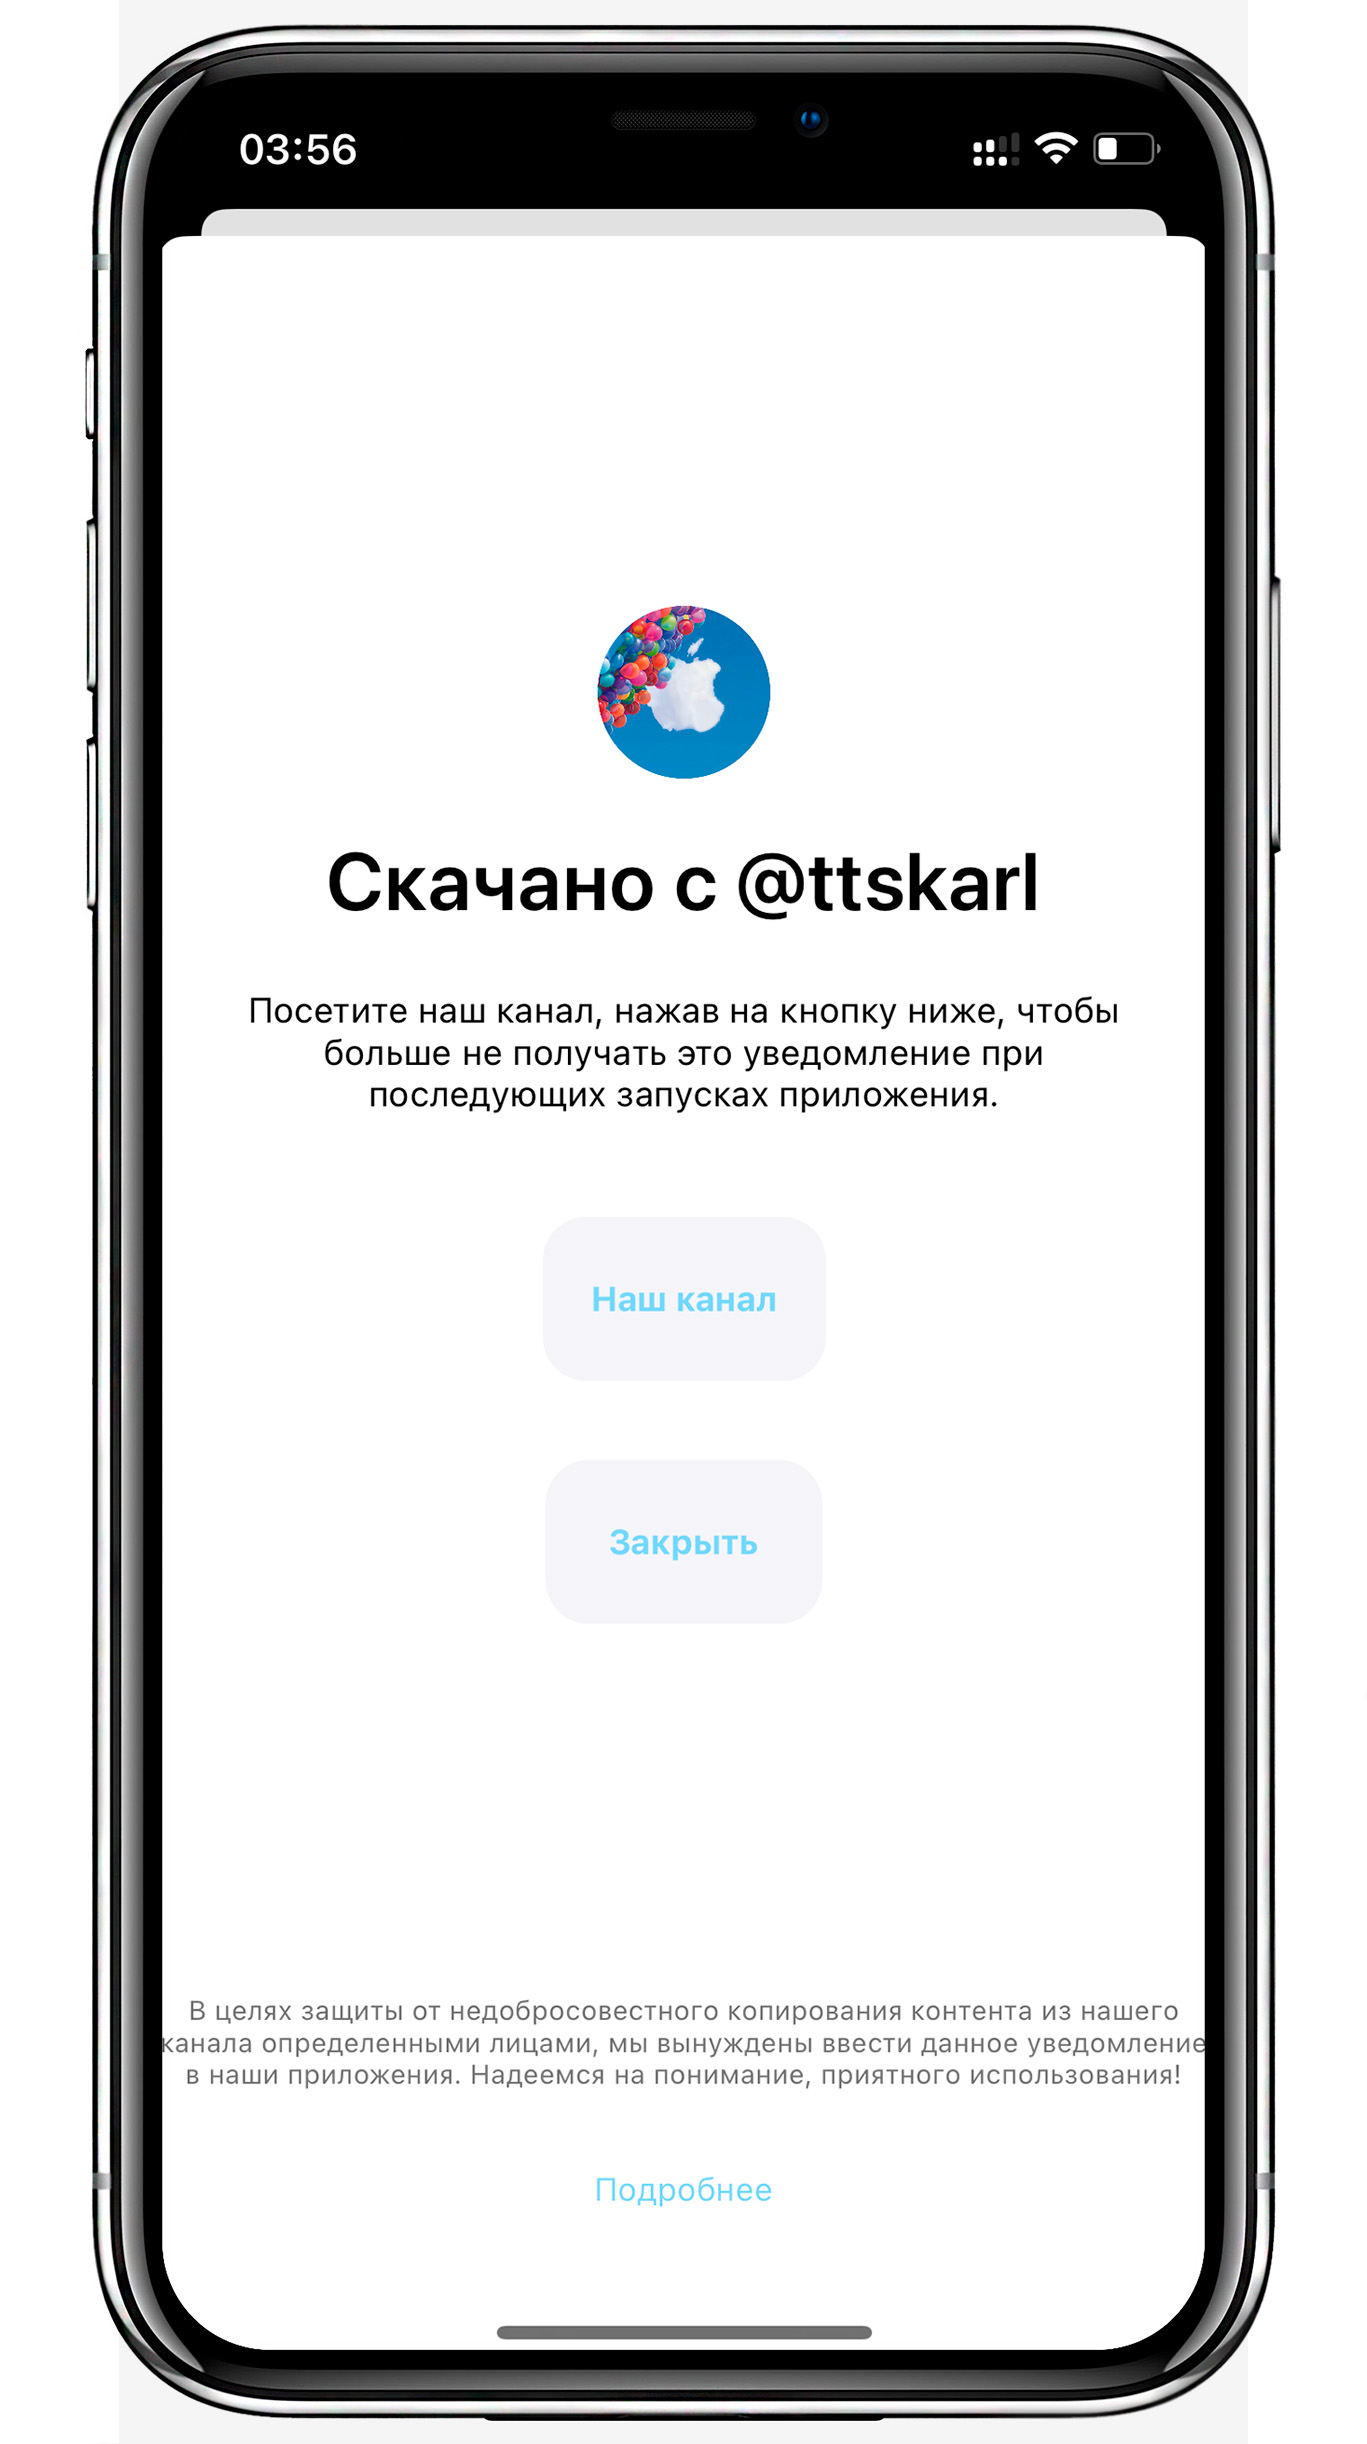 03:56
Скачано с @ttskarl
Посетите наш канал, нажав на кнопку ниже, чтобы
больше не получать это уведомление при
последующих запусках приложения.
Наш канал
Закрыть
В целях защиты от недобросовестного копирования контента из нашего
канала определенными лицами, мы вынуждены ввести данное уведомление
в наши приложения. Надеемся на понимание, приятного использования!
Подробнее